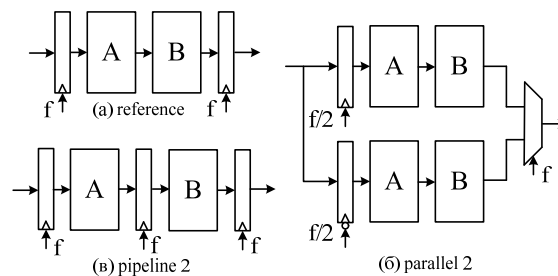 A B
f f
(а) reference
A B
f/2
A B
f/2
f
(б) parallel 2
A B
f f f
(в) pipeline 2